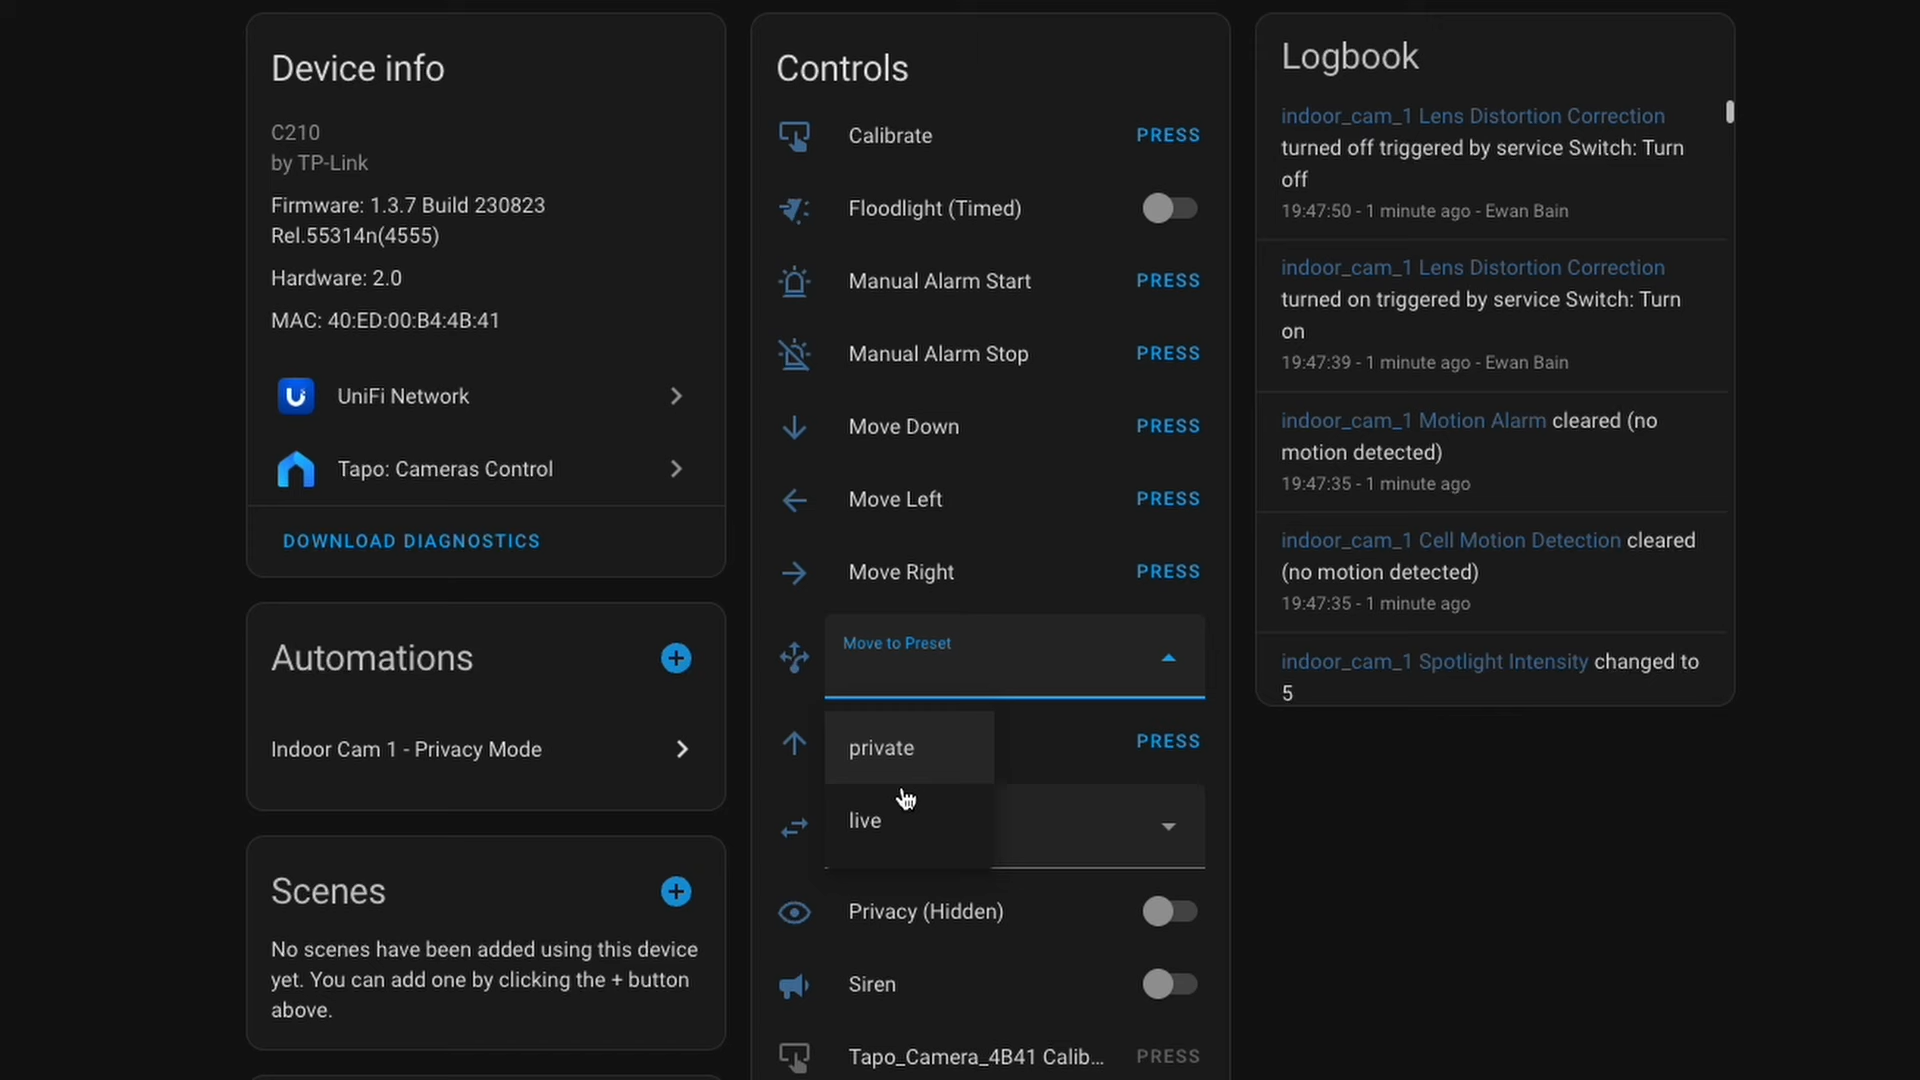 Device info
C210
by TP-Link
Firmware: 1.3.7 Build 230823
Rel.55314n(4555)
Hardware: 2.0
MAC: 40:ED:00:B4:4B:41
UniFi Network
Tapo: Cameras Control
DOWNLOAD DIAGNOSTICS
Automations
Indoor Cam 1 - Privacy Mode
Scenes
No scenes have been added using this device
yet. You can add one by clicking the + button
above.
Controls
Calibrate PRESS
Floodlight (Timed)
Manual Alarm Start PRESS
Manual Alarm Stop PRESS
Move Down PRESS
Move Left PRESS
Move Right PRESS
Move to Preset
private
PRESS
live
Privacy (Hidden)
Siren
Tapo_Camera_4B41 Calib... PRESS
Logbook
indoor_cam_1 Lens Distortion Correction
turned off triggered by service Switch: Turn
off
19:47:50 - 1 minute ago - Ewan Bain
indoor_cam_1 Lens Distortion Correction
turned on triggered by service Switch: Turn
on
19:47:39 - 1 minute ago - Ewan Bain
indoor_cam_1 Motion Alarm cleared (no
motion detected)
19:47:35 - 1 minute ago
indoor_cam_1 Cell Motion Detection cleared
(no motion detected)
19:47:35 - 1 minute ago
indoor_cam_1 Spotlight Intensity changed to
5